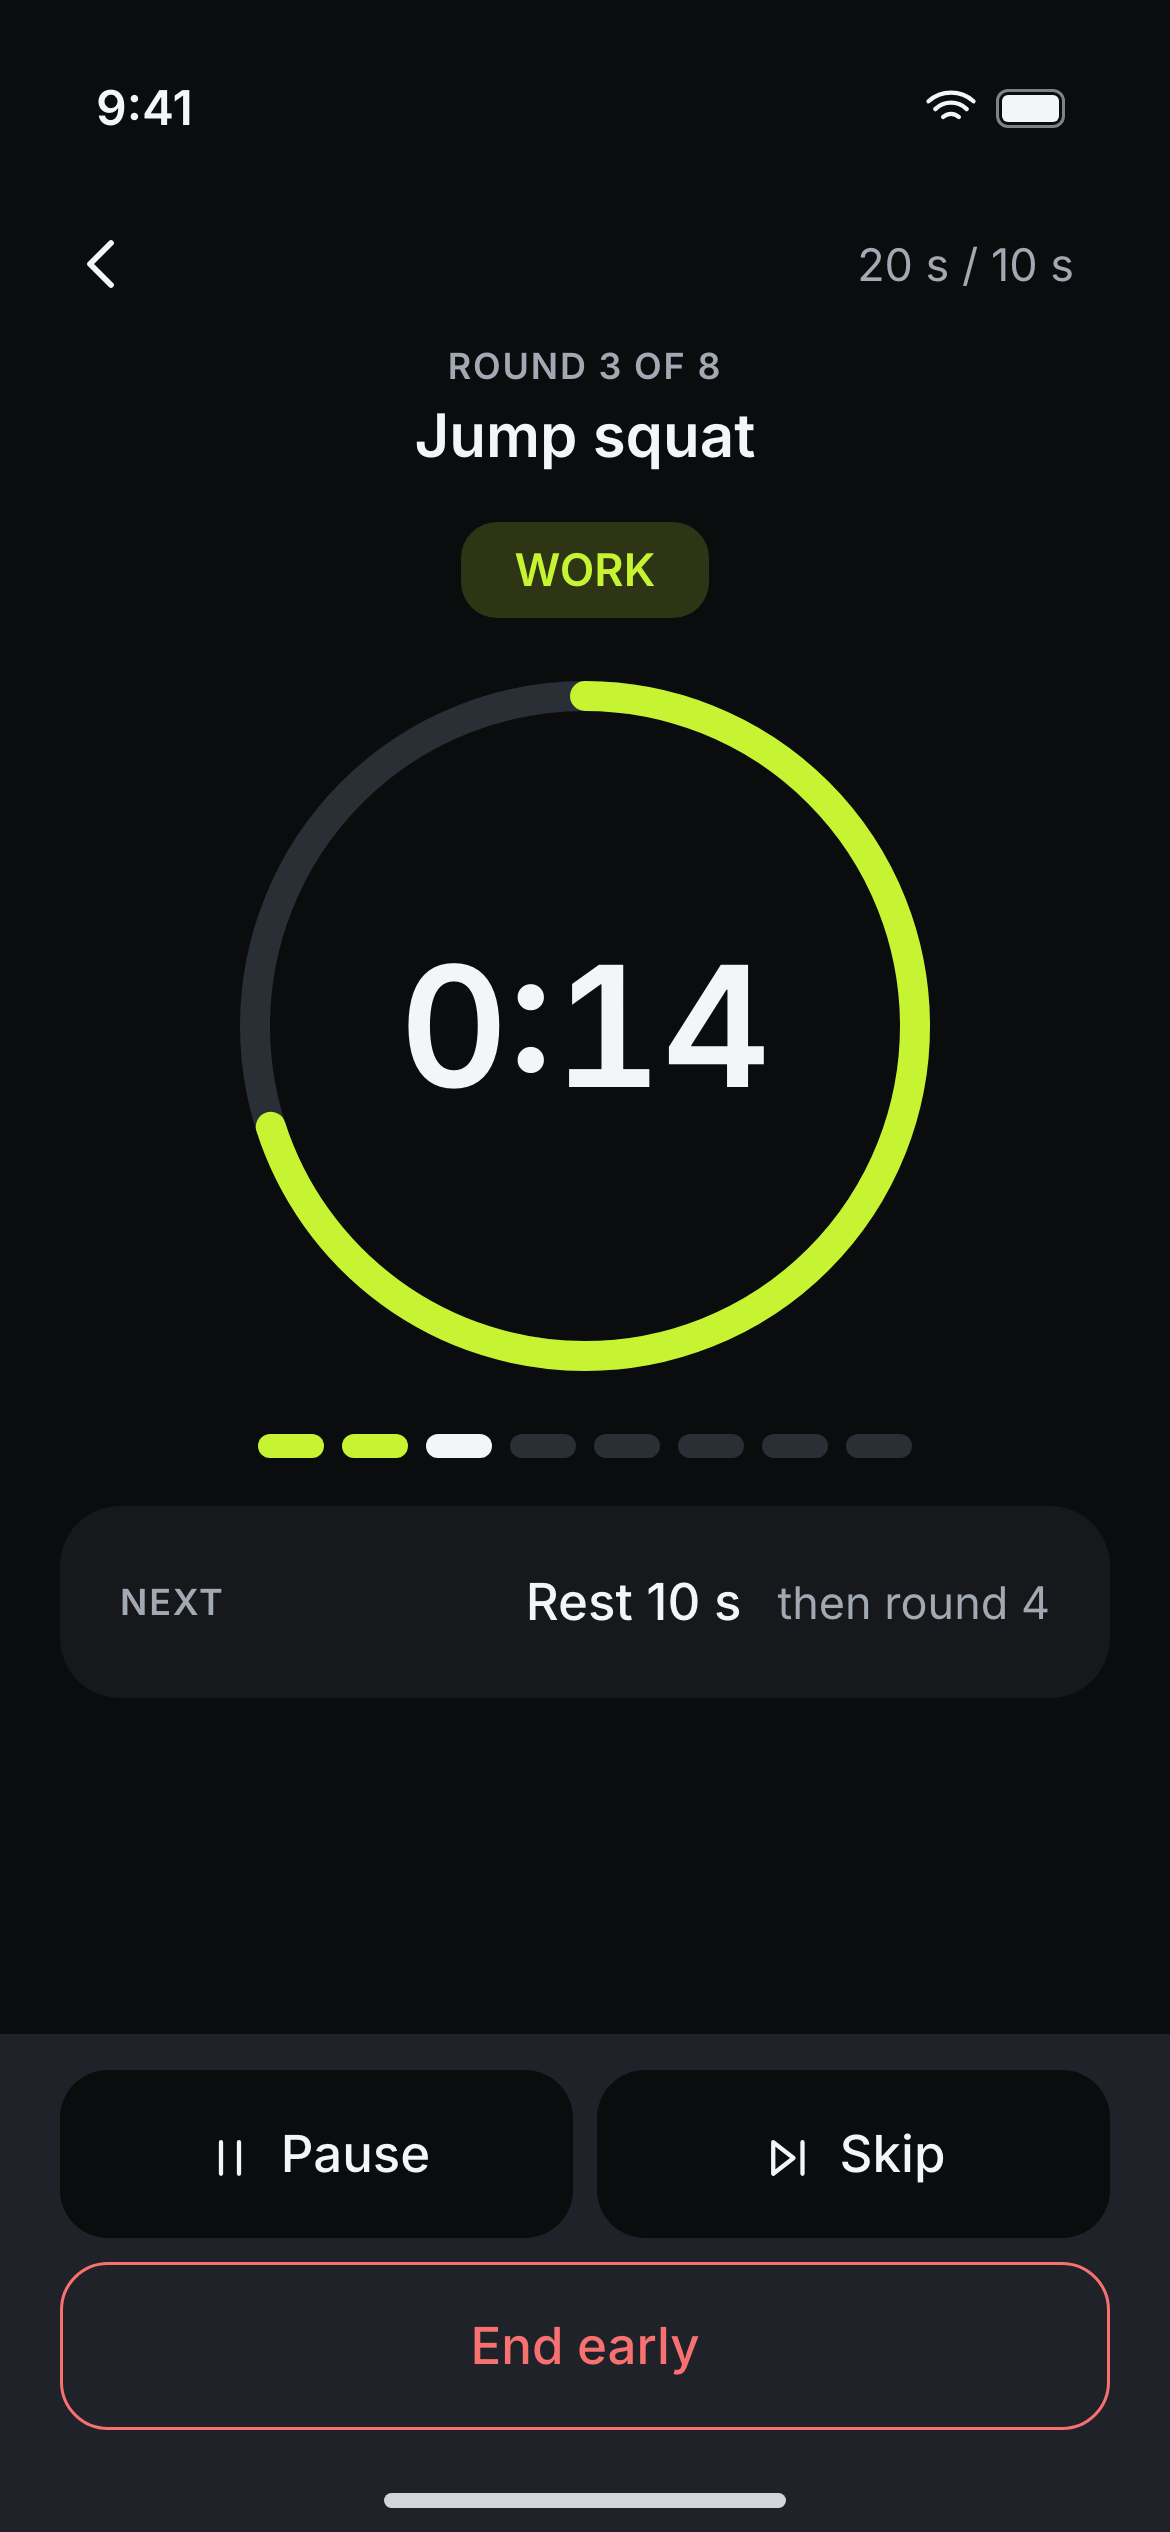 9:41
20 s / 10 s
ROUND 3 OF 8
Jump squat
WORK
0:14
NEXT Rest 10 s then round 4
Pause
Skip
End early